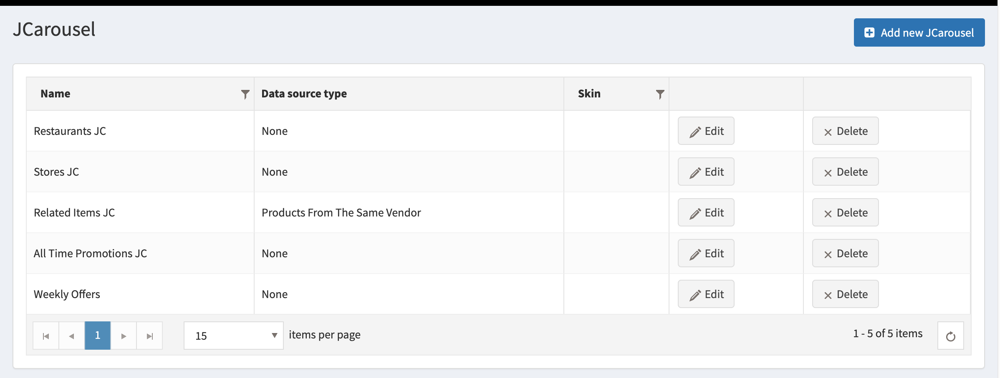 JCarousel
Add new JCarousel
Name Data source type Skin
Restaurants JC None Edit Delete
Stores JC None Edit Delete
Related Items JC Products From The Same Vendor Edit Delete
All Time Promotions JC None Edit Delete
Weekly Offers None Edit Delete
1 15 items per page 1 - 5 of 5 items